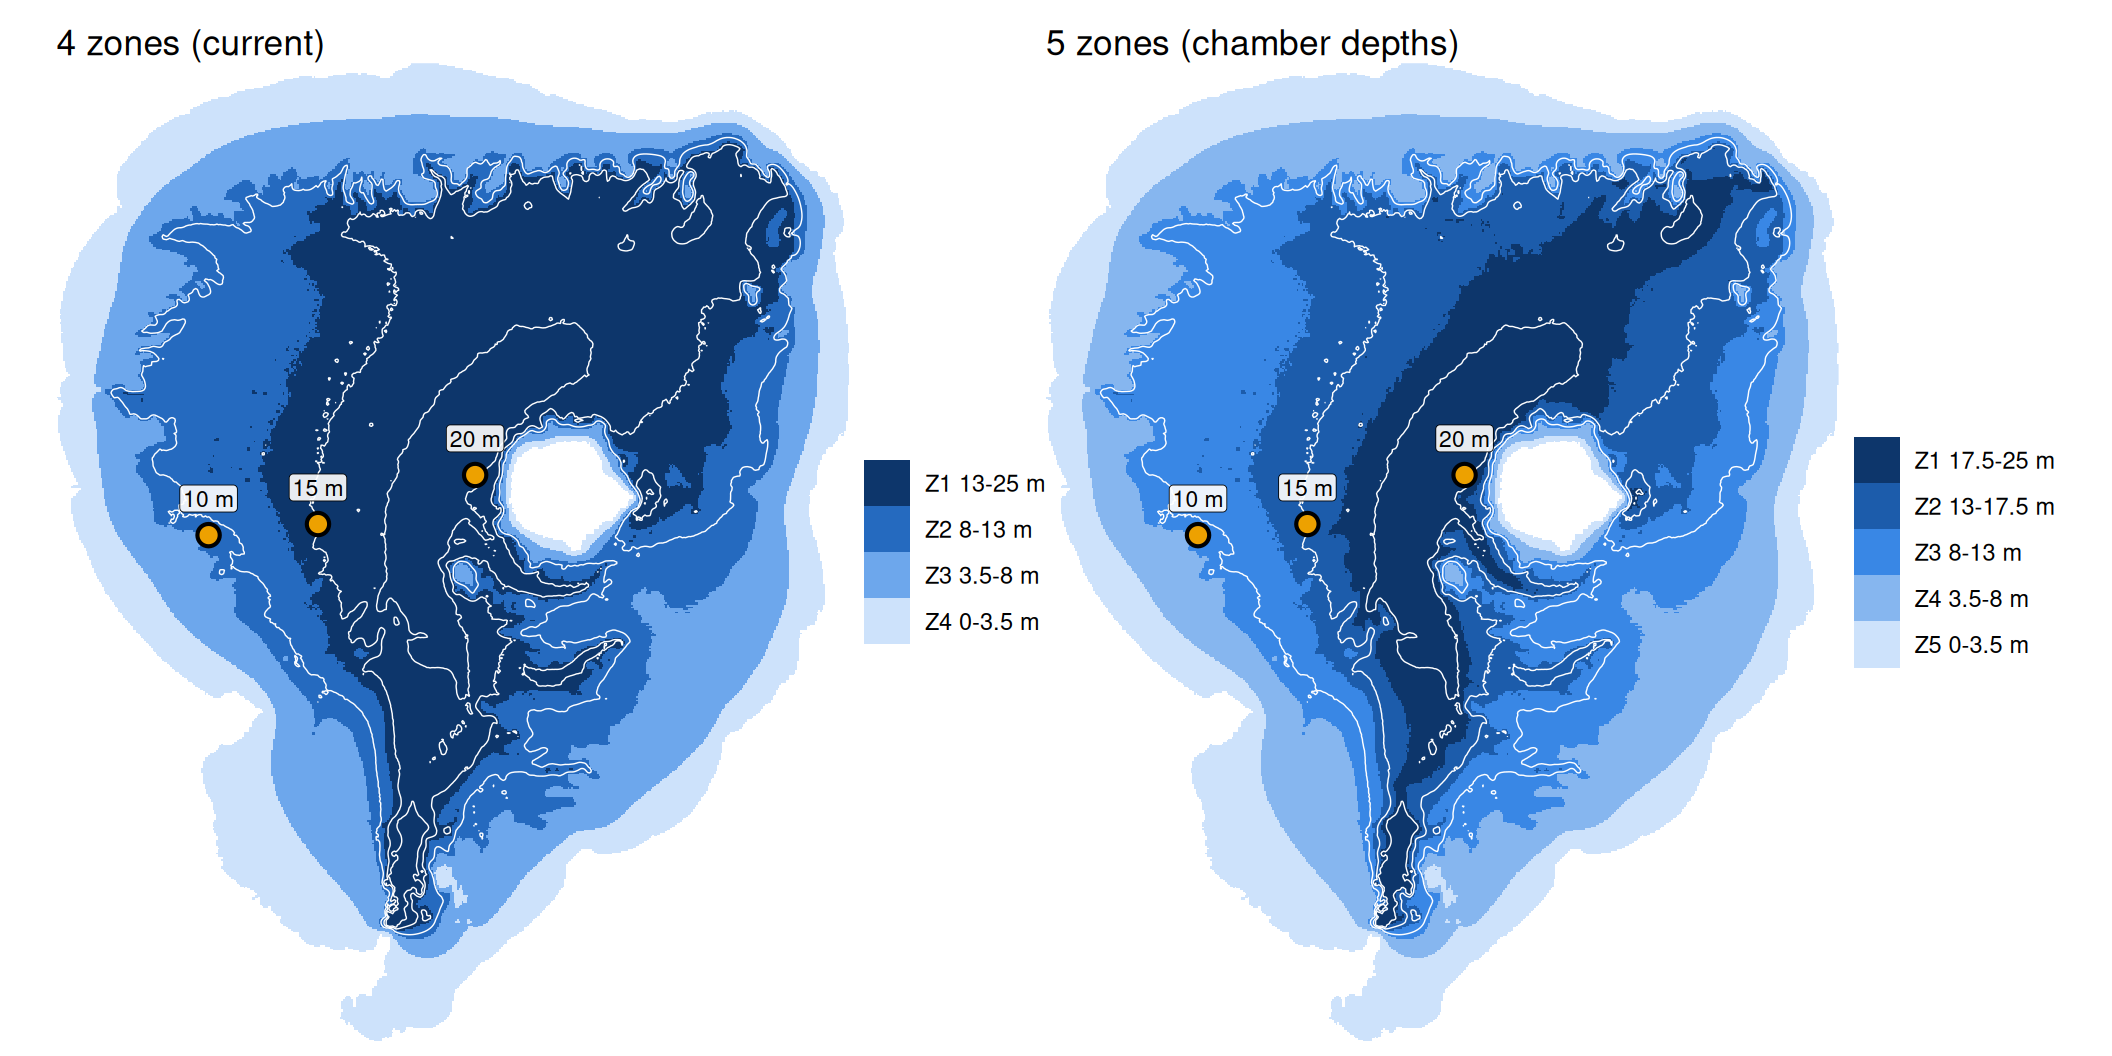 4 zones (current)
20 m
15 m
10 m
Z1 13-25 m
Z2 8-13 m
Z3 3.5-8 m
Z4 0-3.5 m
5 zones (chamber depths)
20 m
15 m
10 m
Z1 17.5-25 m
Z2 13-17.5 m
Z3 8-13 m
Z4 3.5-8 m
Z5 0-3.5 m